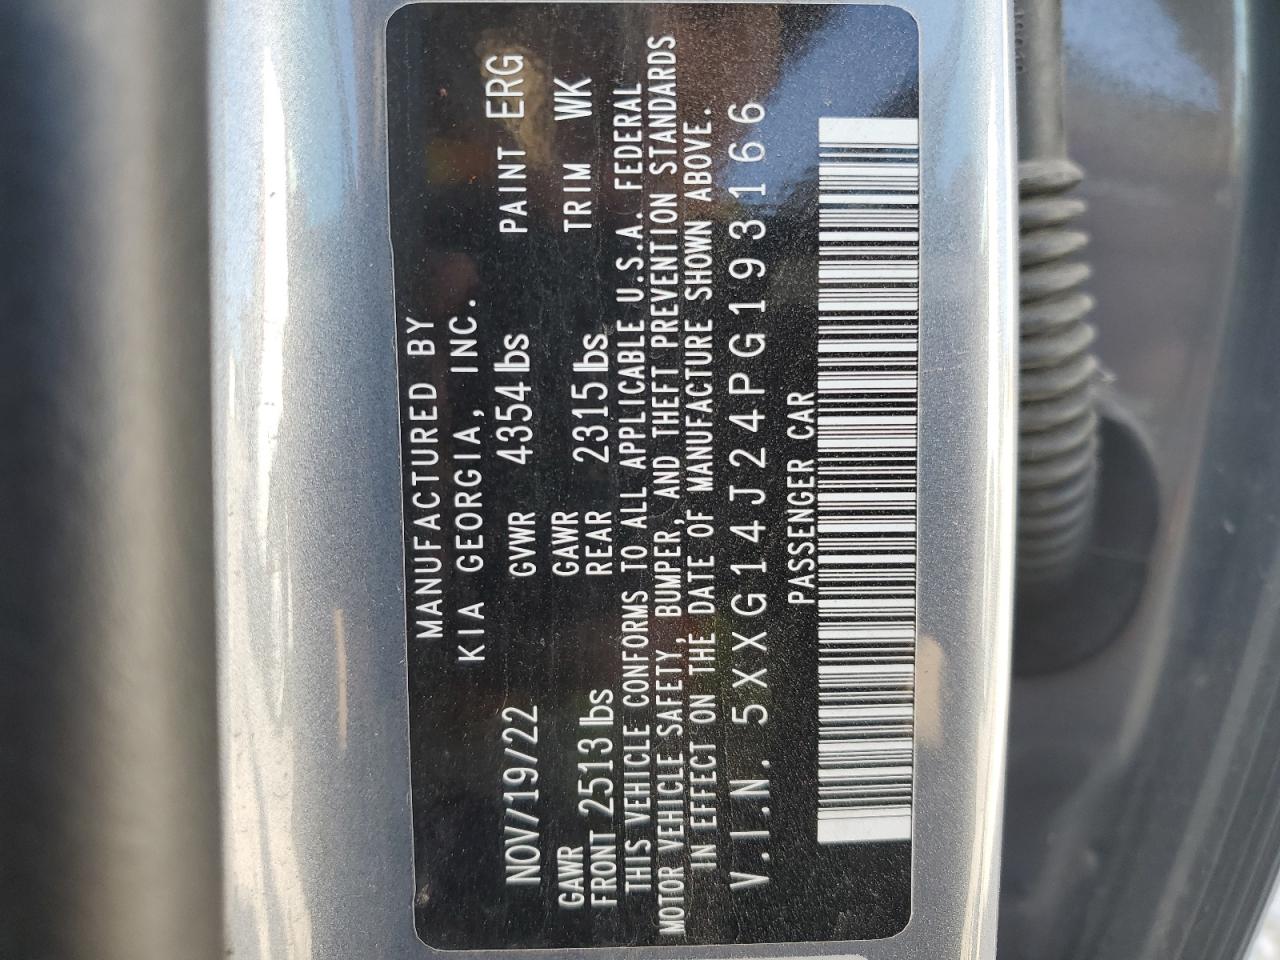 MANUFACTURED BY
KIA GEORGIA, INC.
NOV/19/22 GVWR 4354 lbs PAINT ERG
GAWR FRONT 2513 lbs GAWR REAR 2315 lbs TRIM WK
THIS VEHICLE CONFORMS TO ALL APPLICABLE U.S.A. FEDERAL
MOTOR VEHICLE SAFETY, BUMPER, AND THEFT PREVENTION STANDARDS
IN EFFECT ON THE DATE OF MANUFACTURE SHOWN ABOVE.
V.I.N. 5XXG14J24PG193166
PASSENGER CAR